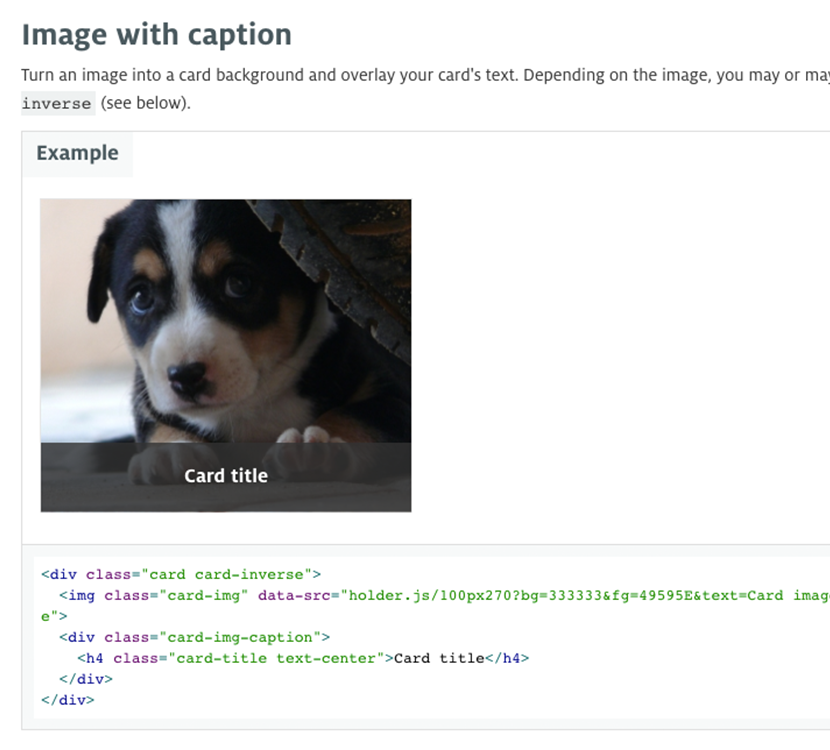 Image with caption
Turn an image into a card background and overlay your card's text. Depending on the image, you may or may
inverse (see below).
Example
Card title
<div class="card card-inverse">
<img class="card-img" data-src="holder.js/100px270?bg=333333&fg=49595E&text=Card imag
e">
<div class="card-img-caption">
<h4 class="card-title text-center">Card title</h4>
</div>
</div>